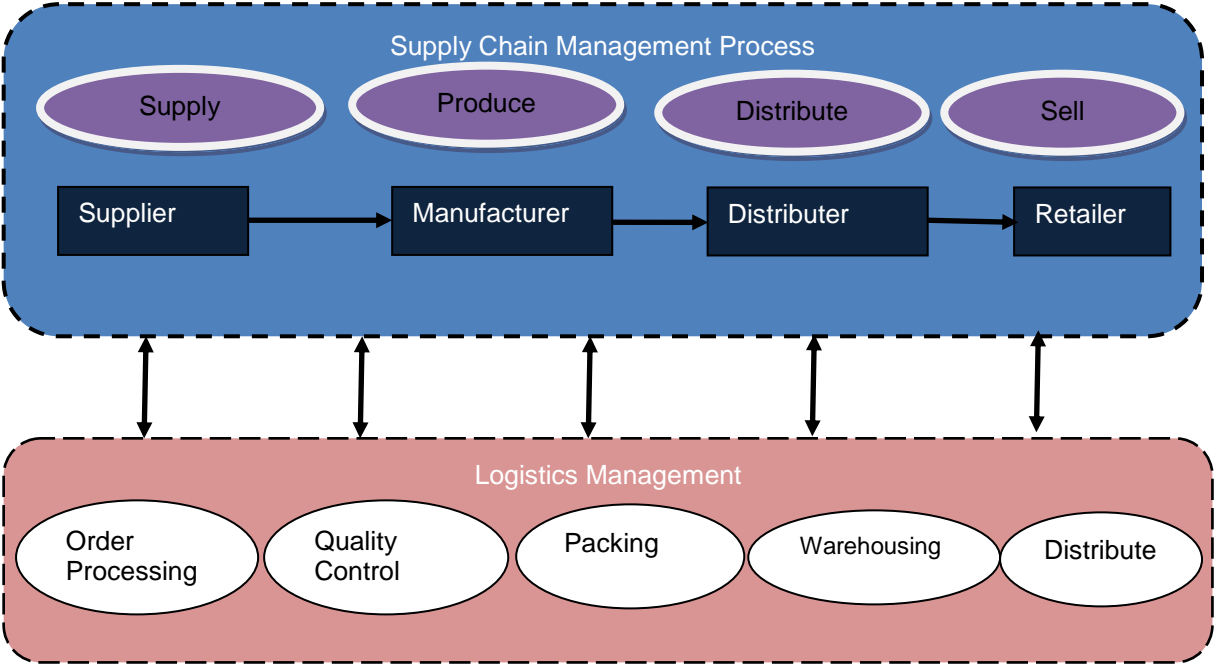 Supply Chain Management Process
Supply
Produce
Distribute
Sell
Supplier
Manufacturer
Distributer
Retailer
Logistics Management
Order
Processing
Quality
Control
Packing
Warehousing
Distribute